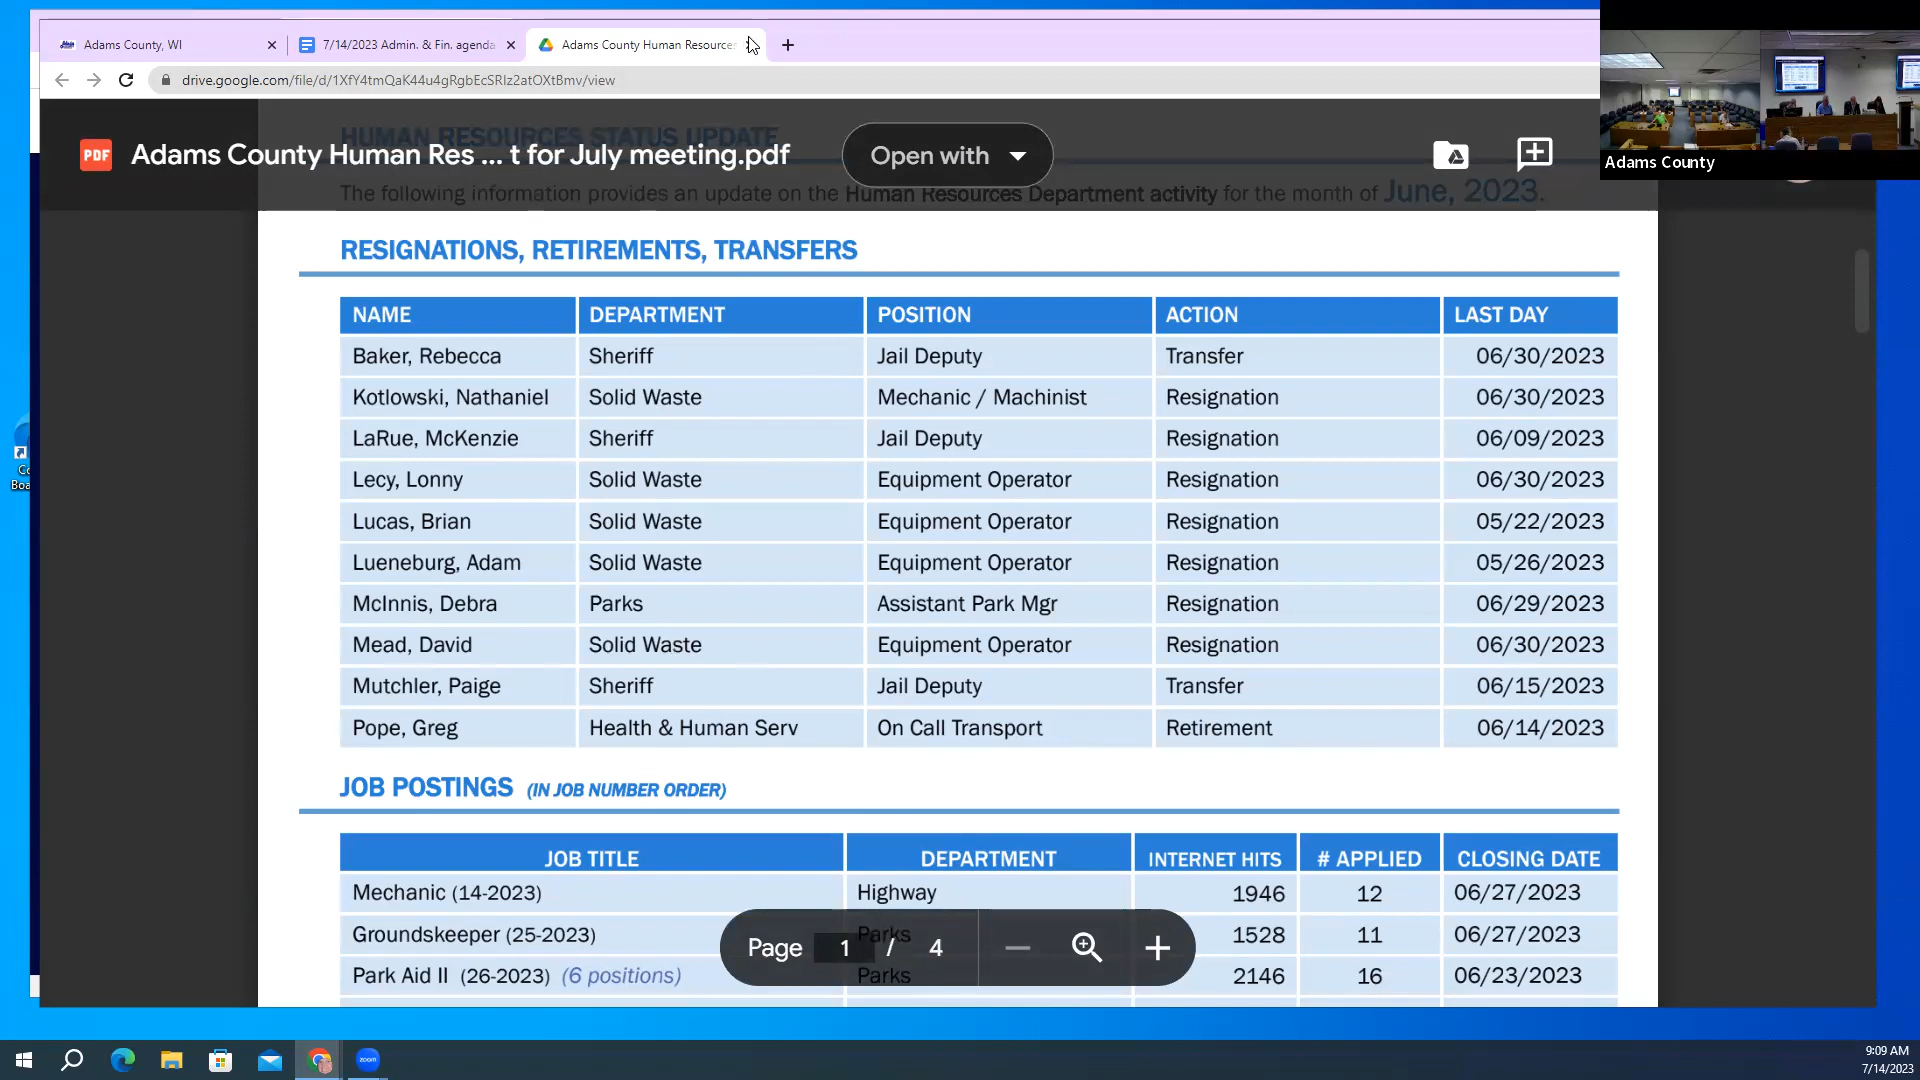 Adams County, WI
7/14/2023 Admin. & Fin. agenda
Adams County Human Resources
drive.google.com/file/d/1XfY4tmQaK44u4gRgbEcSRIz2atOXtBmv/view
HUMAN RESOURCES STATUS UPDATE
PDF Adams County Human Res ... t for July meeting.pdf
Open with
Adams County
The following information provides an update on the Human Resources Department activity for the month of June, 2023.
RESIGNATIONS, RETIREMENTS, TRANSFERS
NAME DEPARTMENT POSITION ACTION LAST DAY
Baker, Rebecca Sheriff Jail Deputy Transfer 06/30/2023
Kotlowski, Nathaniel Solid Waste Mechanic / Machinist Resignation 06/30/2023
LaRue, McKenzie Sheriff Jail Deputy Resignation 06/09/2023
Lecy, Lonny Solid Waste Equipment Operator Resignation 06/30/2023
Lucas, Brian Solid Waste Equipment Operator Resignation 05/22/2023
Lueneburg, Adam Solid Waste Equipment Operator Resignation 05/26/2023
McInnis, Debra Parks Assistant Park Mgr Resignation 06/29/2023
Mead, David Solid Waste Equipment Operator Resignation 06/30/2023
Mutchler, Paige Sheriff Jail Deputy Transfer 06/15/2023
Pope, Greg Health & Human Serv On Call Transport Retirement 06/14/2023
JOB POSTINGS (IN JOB NUMBER ORDER)
JOB TITLE DEPARTMENT INTERNET HITS # APPLIED CLOSING DATE
Mechanic (14-2023) Highway 1946 12 06/27/2023
Groundskeeper (25-2023) Parks 1528 11 06/27/2023
Park Aid II (26-2023) (6 positions) Parks 2146 16 06/23/2023
Page 1 / 4
zoom
9:09 AM
7/14/2023